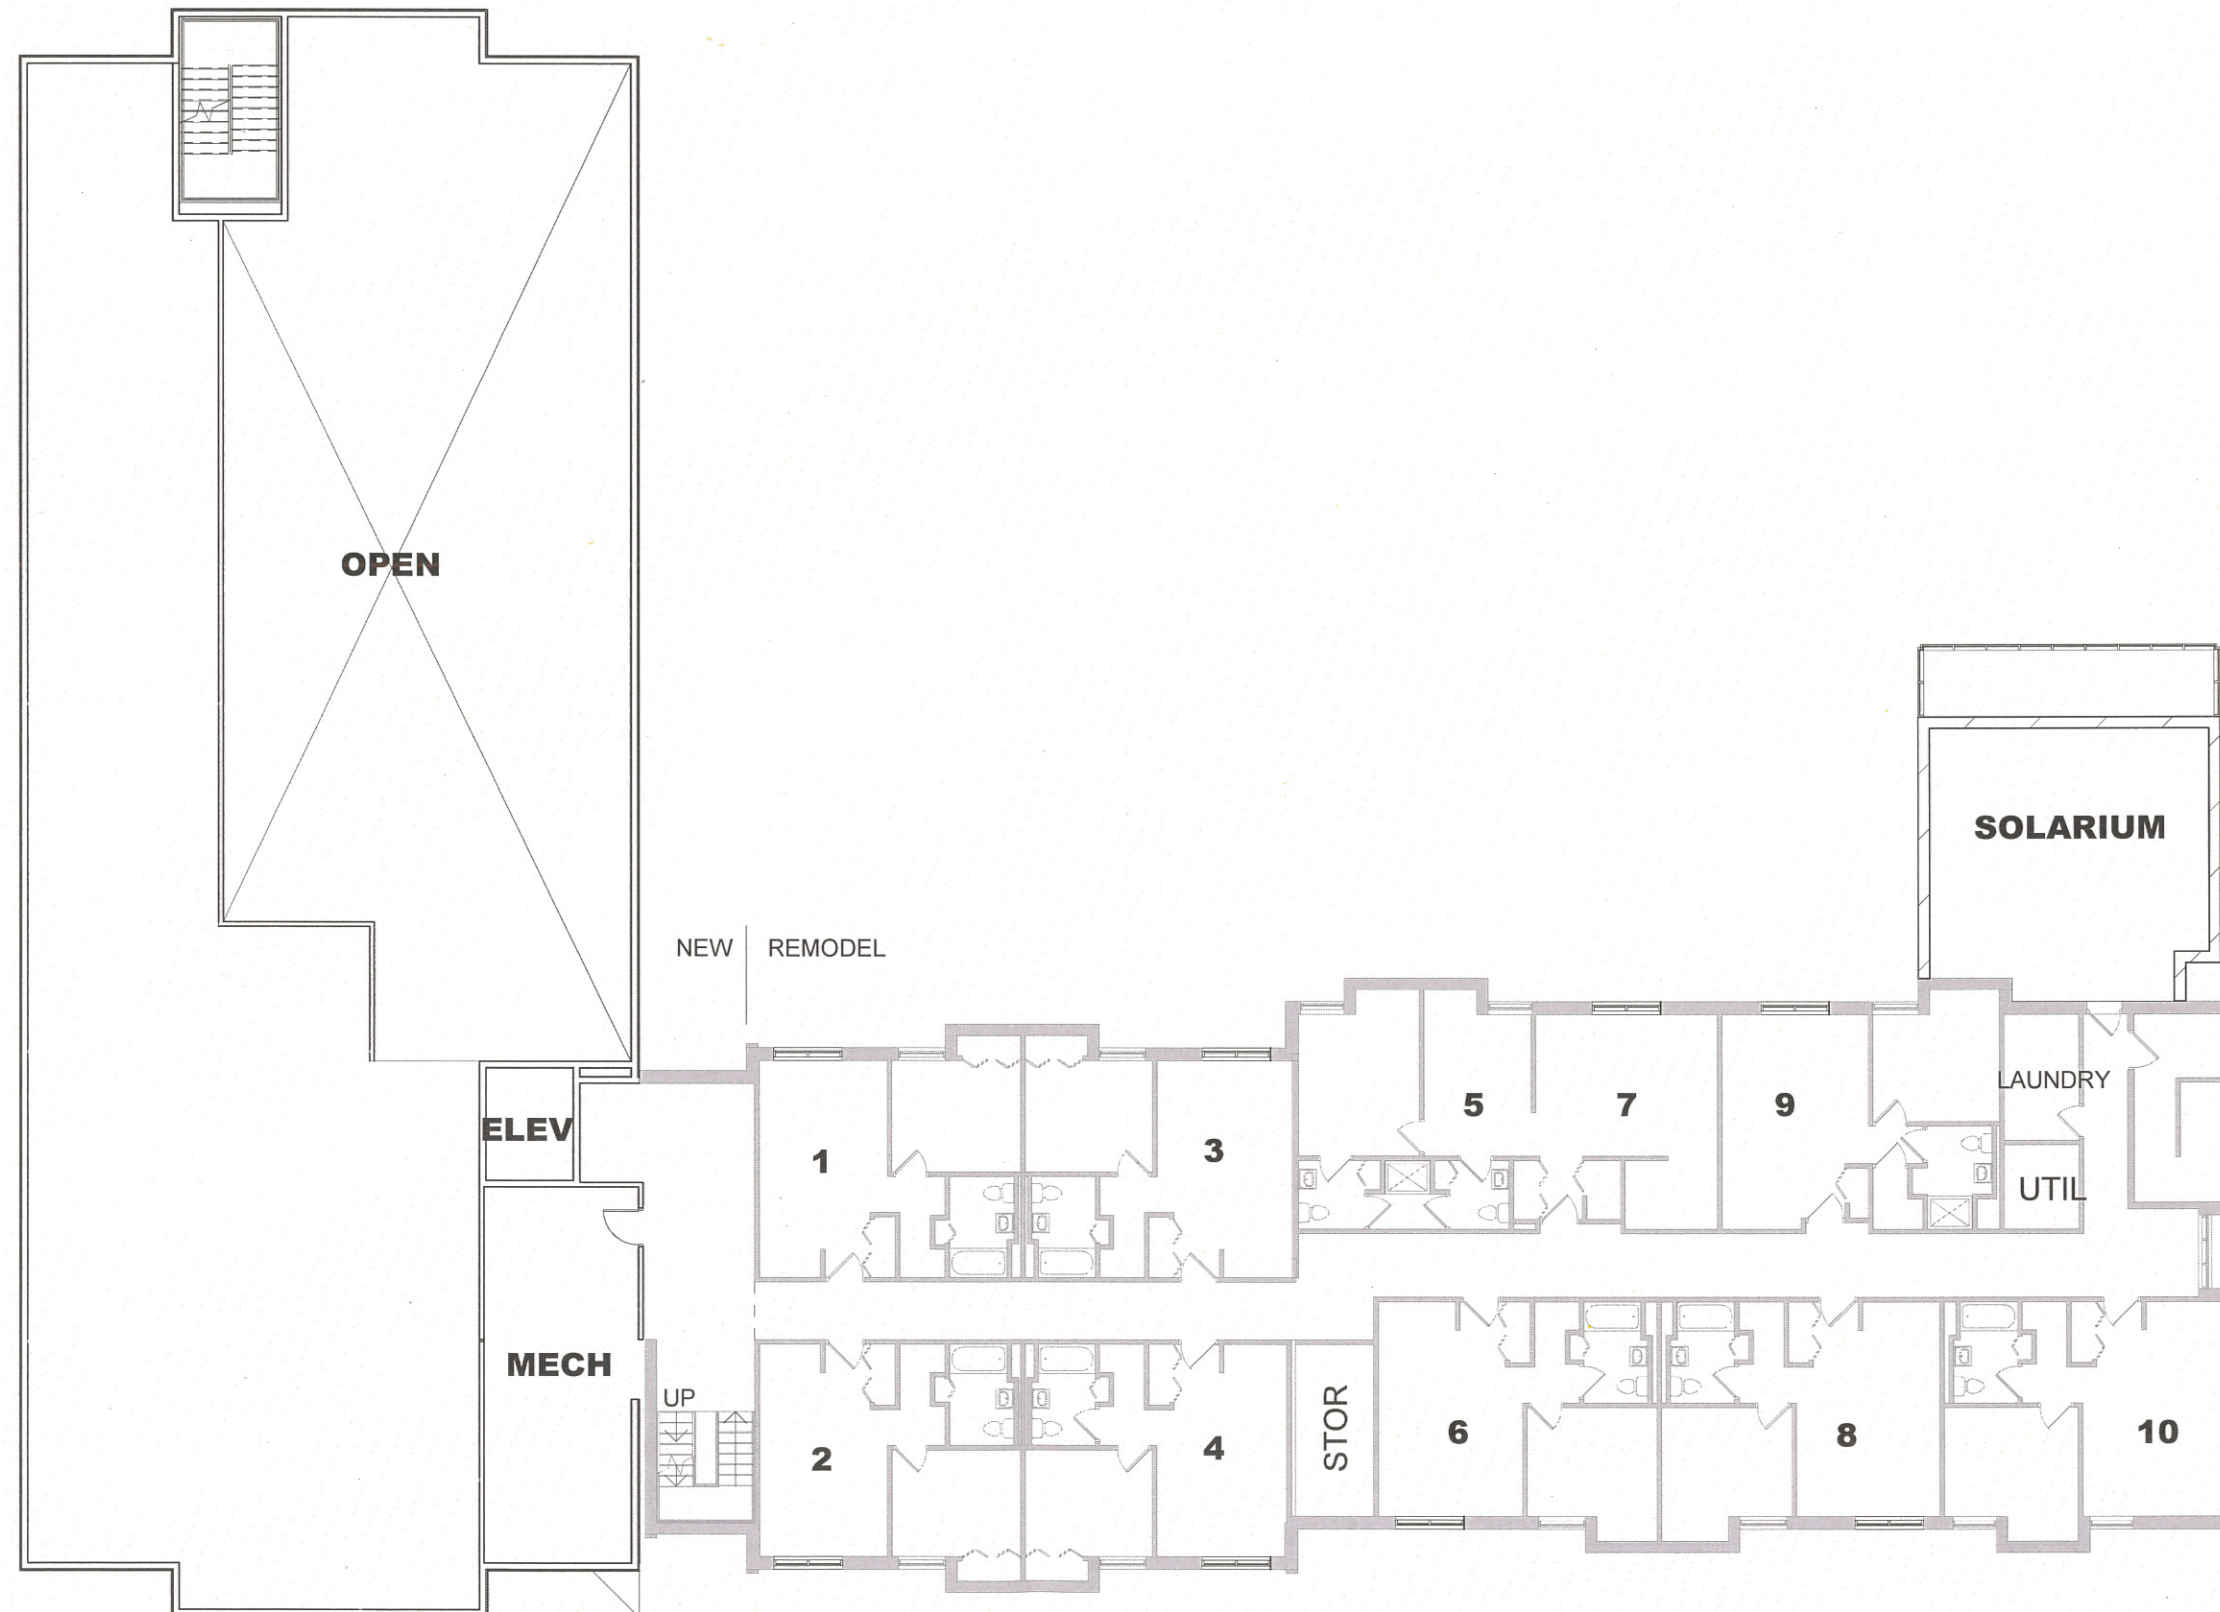 OPEN
SOLARIUM
NEW
REMODEL
LAUNDRY
5
7
9
ELEV
1
3
UTIL
MECH
UP
STOR
2
4
6
8
10